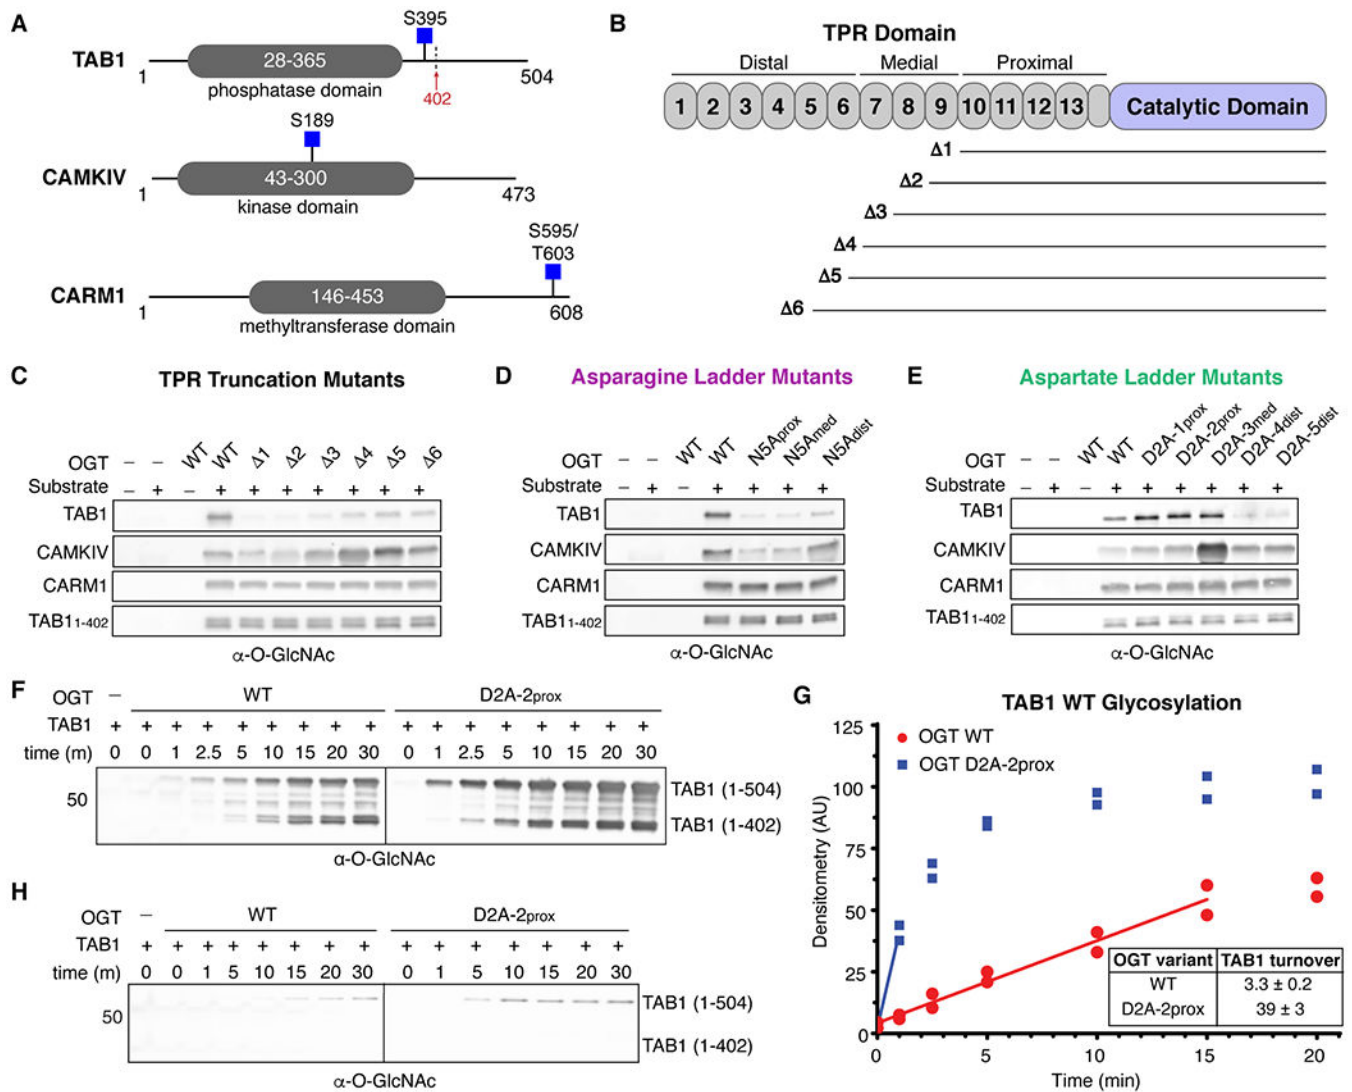 A
S395
TAB1
28-365
1
504
phosphatase domain
402
S189
CAMKIV
43-300
1
473
kinase domain
S595/
T603
CARM1
146-453
1
608
methyltransferase domain
B
TPR Domain
Distal Medial Proximal
1 2 3 4 5 6 7 8 9 10 11 12 13 Catalytic Domain
Δ1
Δ2
Δ3
Δ4
Δ5
Δ6
C TPR Truncation Mutants
OGT – – WT WT Δ1 Δ2 Δ3 Δ4 Δ5 Δ6
Substrate – + – + + + + + + +
TAB1
CAMKIV
CARM1
TAB11-402
α-O-GlcNAc
D Asparagine Ladder Mutants
OGT – – WT WT N5Aprox N5Amed N5Adist
Substrate – + – + + + +
TAB1
CAMKIV
CARM1
TAB11-402
α-O-GlcNAc
E Aspartate Ladder Mutants
OGT – – WT WT D2A-1prox D2A-2prox D2A-3med D2A-4dist D2A-5dist
Substrate – + – + + + + + +
TAB1
CAMKIV
CARM1
TAB11-402
α-O-GlcNAc
F
OGT – WT D2A-2prox
TAB1 + + + + + + + + + + + + + + + + +
time (m) 0 0 1 2.5 5 10 15 20 30 0 1 2.5 5 10 15 20 30
50
TAB1 (1-504)
TAB1 (1-402)
α-O-GlcNAc
G TAB1 WT Glycosylation
OGT WT
OGT D2A-2prox
Densitometry (AU)
125
100
75
50
25
0
0 5 10 15 20
Time (min)
OGT variant TAB1 turnover
WT 3.3 ± 0.2
D2A-2prox 39 ± 3
H
OGT – WT D2A-2prox
TAB1 + + + + + + + + + + + + + + +
time (m) 0 0 1 5 10 15 20 30 0 1 5 10 15 20 30
50
TAB1 (1-504)
TAB1 (1-402)
α-O-GlcNAc